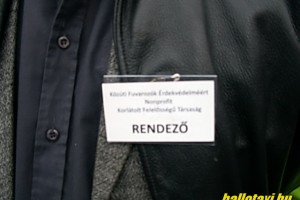 Közúti Fuvarozók Érdekvédelméért
Nonprofit
Korlátolt Felelősségű Társaság
RENDEZŐ
hallotavi.hu